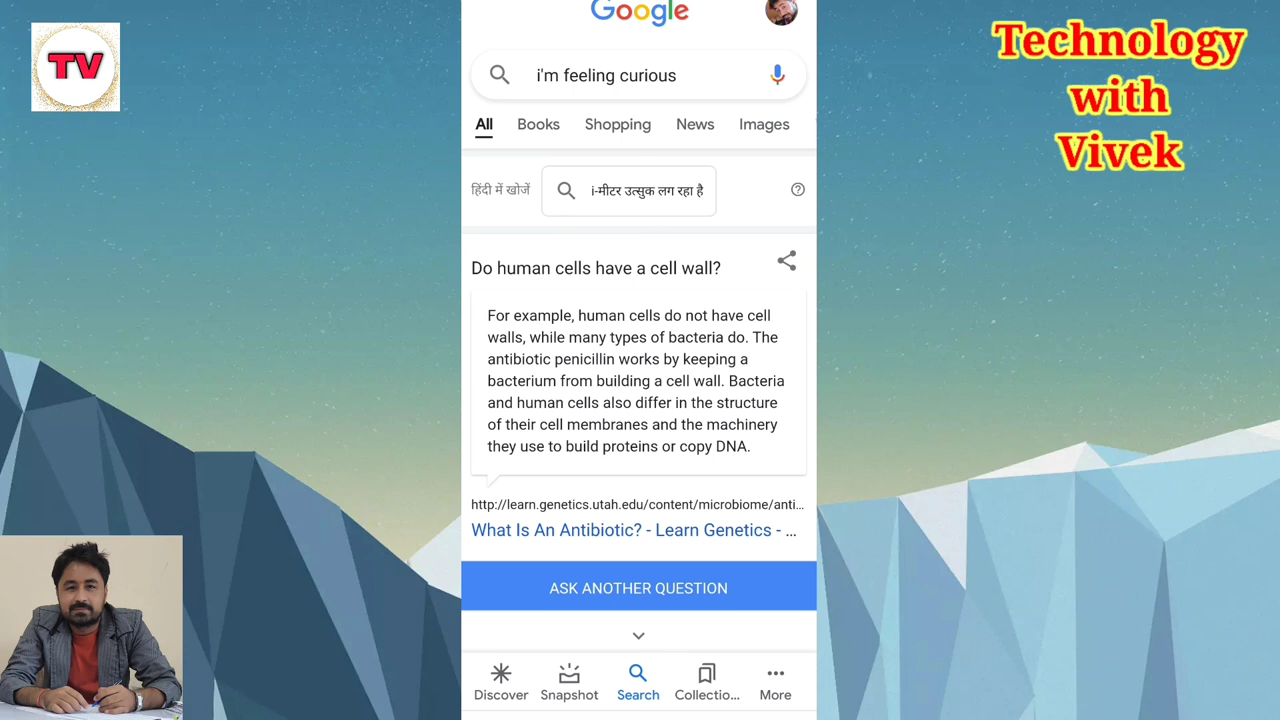 TV
Technology
with
Vivek
Google
i'm feeling curious
All Books Shopping News Images
हिंदी में खोजें i-मीटर उत्सुक लग रहा है
Do human cells have a cell wall?
For example, human cells do not have cell
walls, while many types of bacteria do. The
antibiotic penicillin works by keeping a
bacterium from building a cell wall. Bacteria
and human cells also differ in the structure
of their cell membranes and the machinery
they use to build proteins or copy DNA.
http://learn.genetics.utah.edu/content/microbiome/anti...
What Is An Antibiotic? - Learn Genetics - ...
ASK ANOTHER QUESTION
Discover Snapshot Search Collectio... More